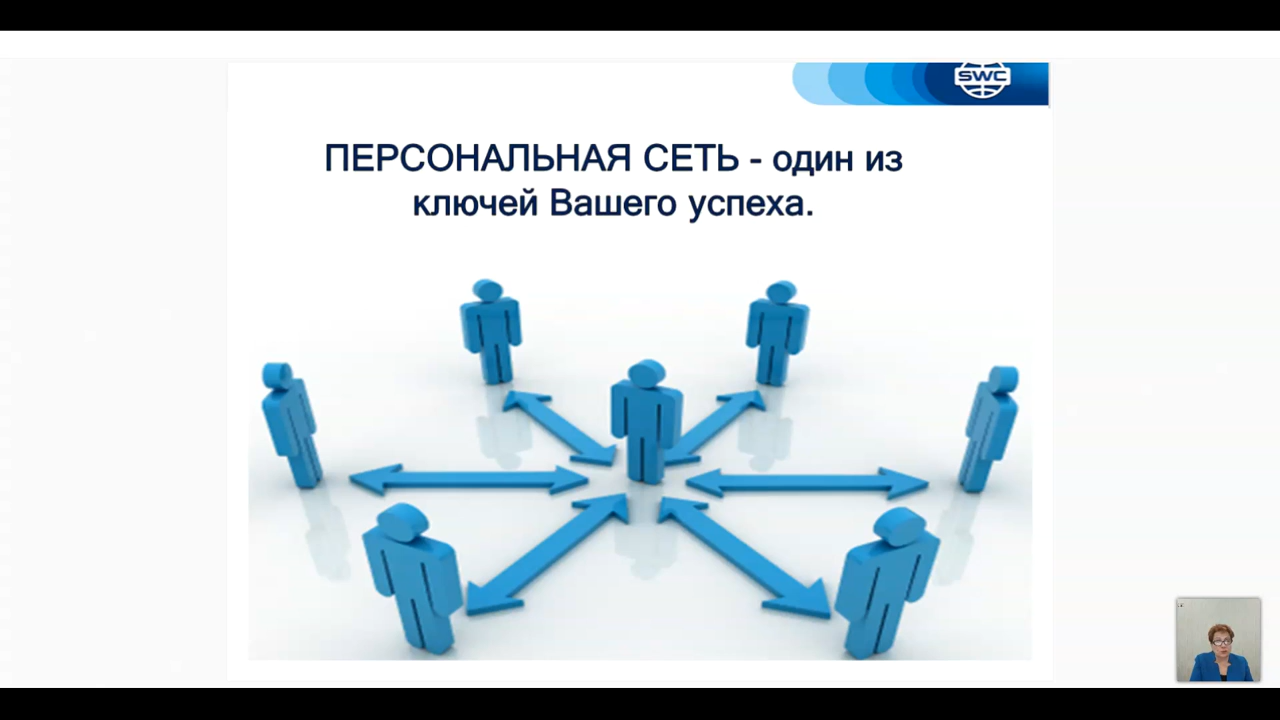 SWC
ПЕРСОНАЛЬНАЯ СЕТЬ - один из
ключей Вашего успеха.